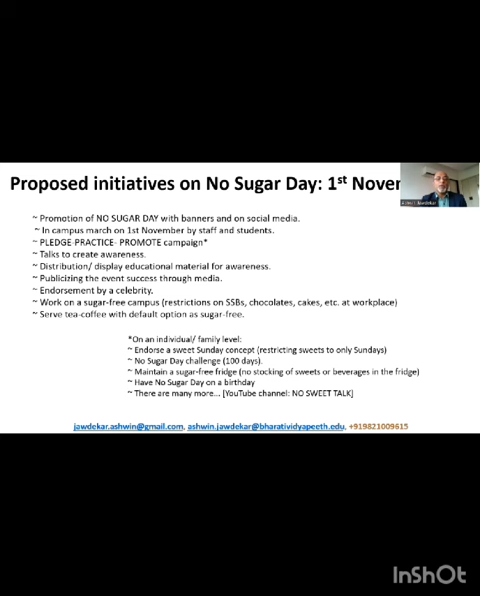 Proposed initiatives on No Sugar Day: 1st Nove
~ Promotion of NO SUGAR DAY with banners and on social media.
~ In campus march on 1st November by staff and students.
~ PLEDGE-PRACTICE- PROMOTE campaign*
~ Talks to create awareness.
~ Distribution/ display educational material for awareness.
~ Publicizing the event success through media.
~ Endorsement by a celebrity.
~ Work on a sugar-free campus (restrictions on SSBs, chocolates, cakes, etc. at workplace)
~ Serve tea-coffee with default option as sugar-free.
*On an individual/ family level:
~ Endorse a sweet Sunday concept (restricting sweets to only Sundays)
~ No Sugar Day challenge (100 days).
~ Maintain a sugar-free fridge (no stocking of sweets or beverages in the fridge)
~ Have No Sugar Day on a birthday
~ There are many more... [YouTube channel: NO SWEET TALK]
jawdekar.ashwin@gmail.com, ashwin.jawdekar@bharatividyapeeth.edu, +919821009615
InShOt